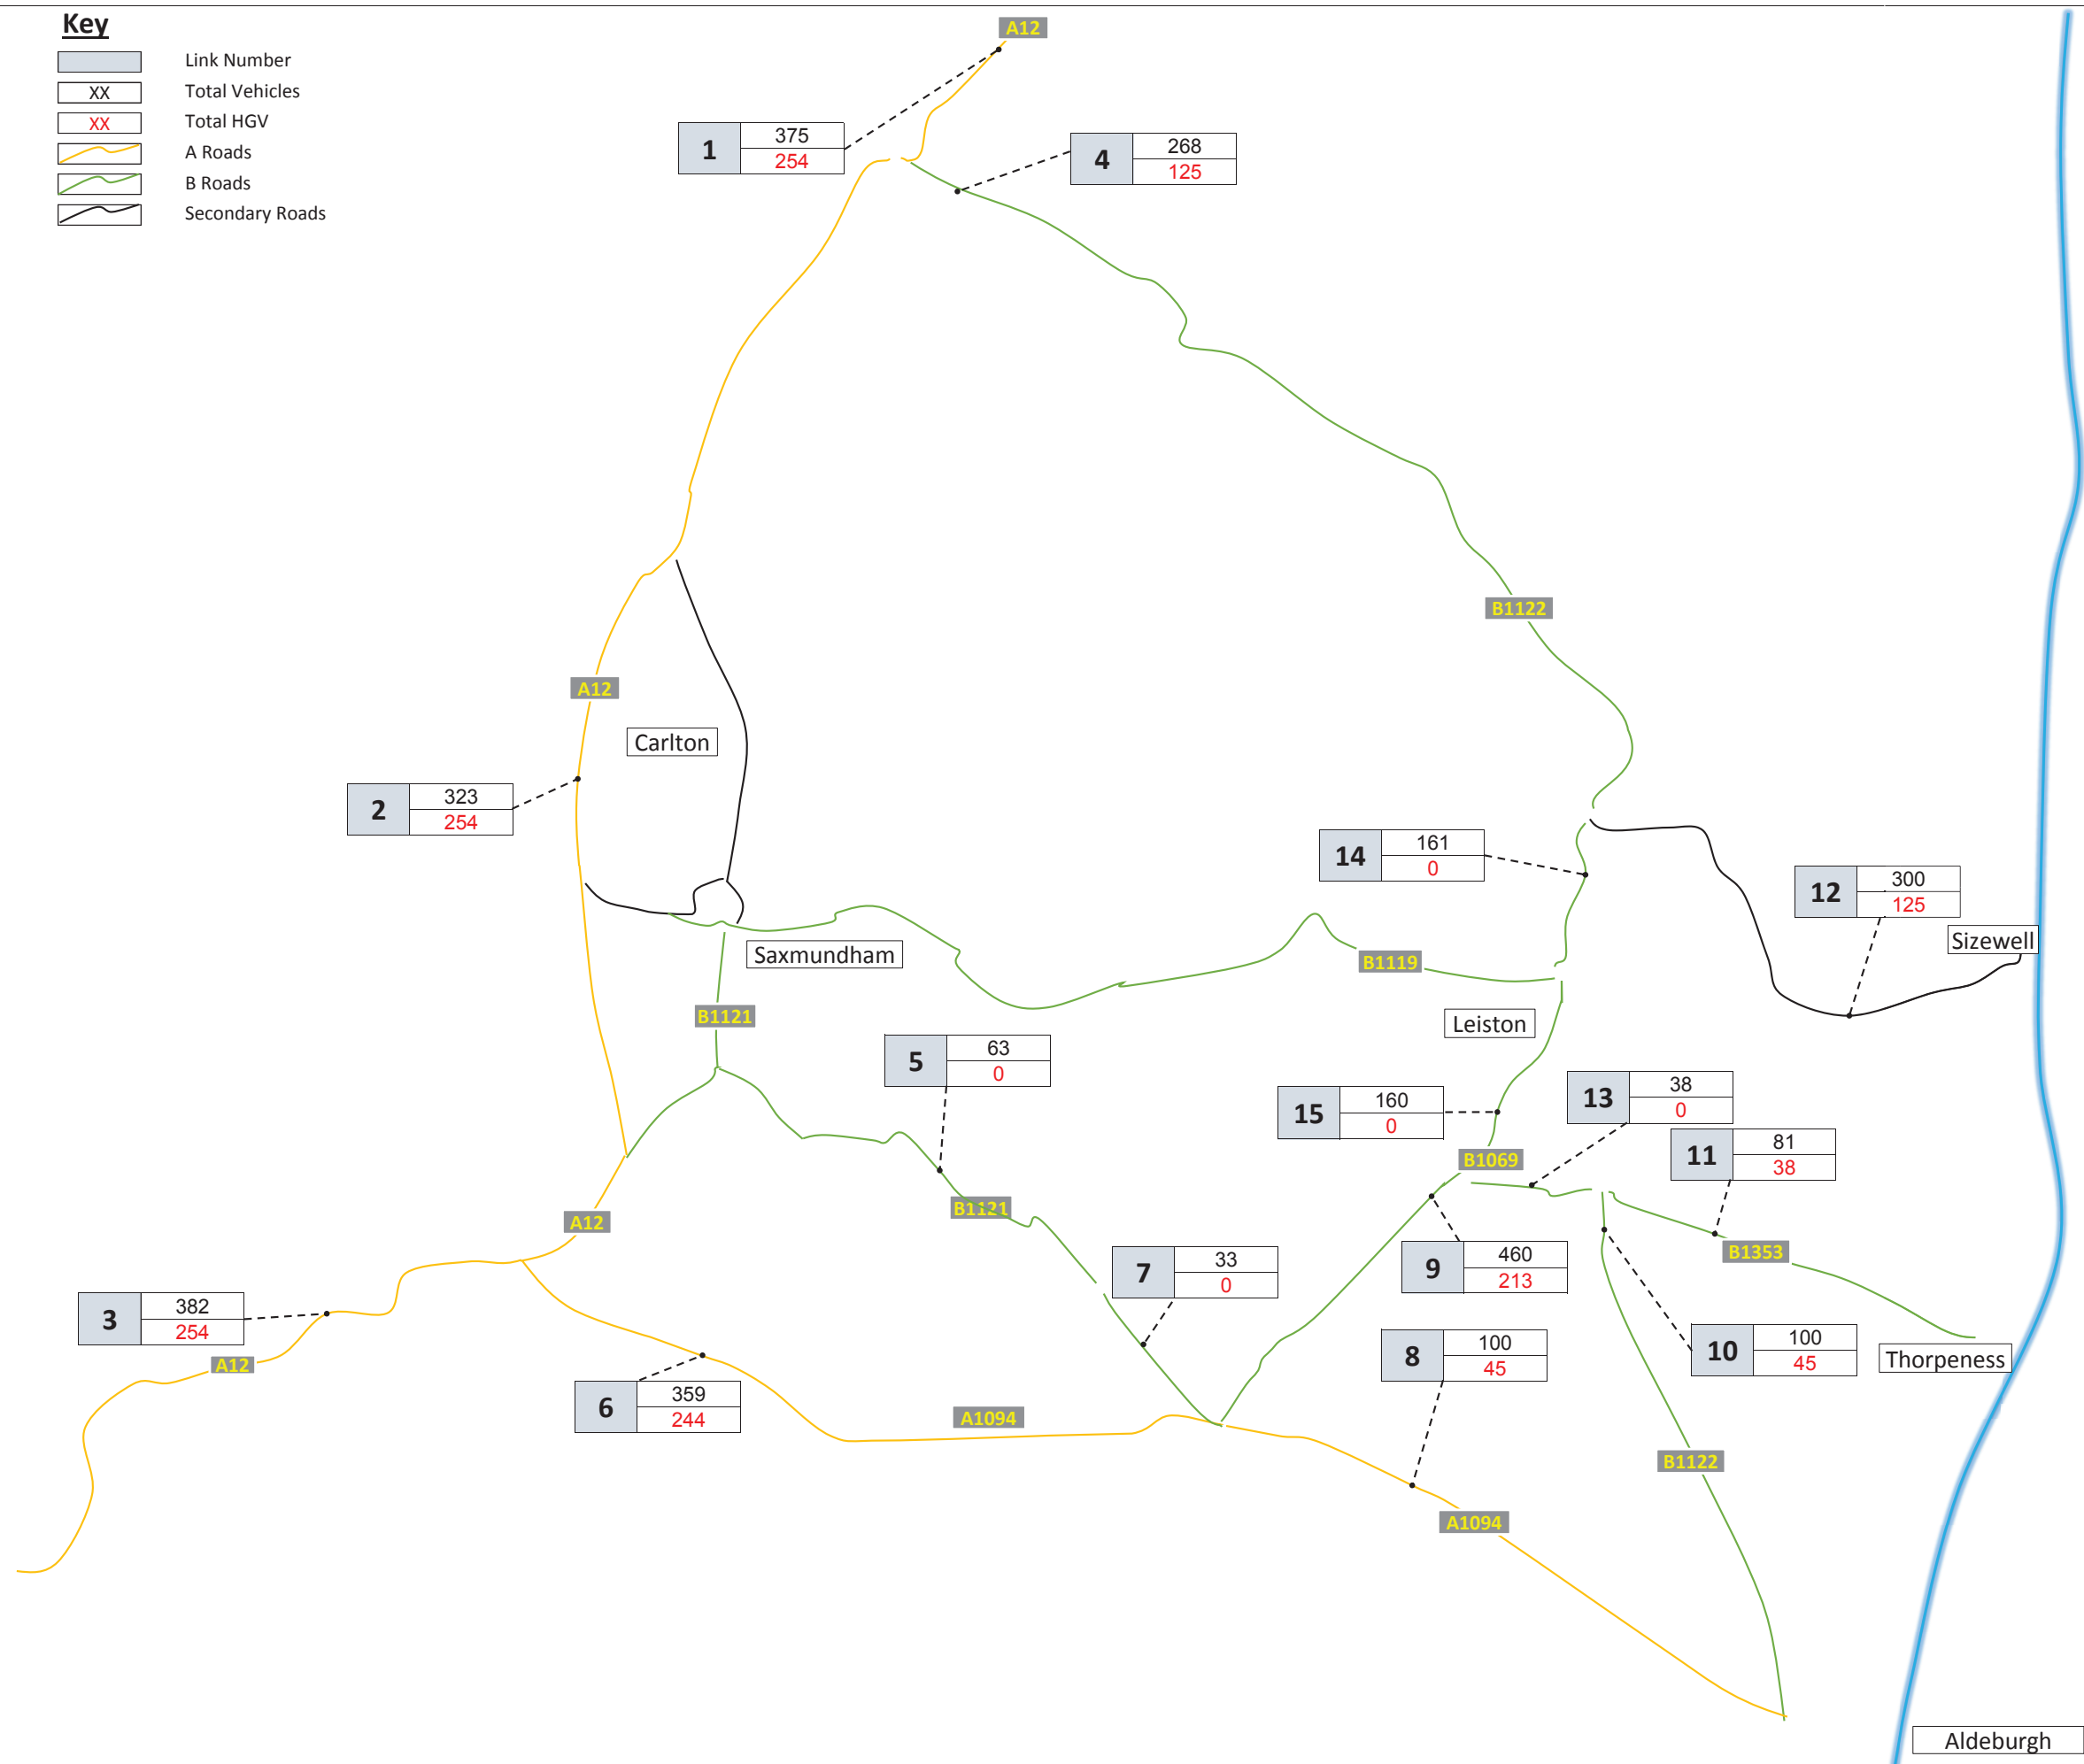 Key
Link Number
XX Total Vehicles
XX Total HGV
A Roads
B Roads
Secondary Roads
A12
1 375 254
4 268 125
B1122
A12
Carlton
2 323 254
14 161 0
12 300 125
Sizewell
Saxmundham
B1119
B1121
Leiston
5 63 0
15 160 0
13 38 0
11 81 38
B1069
B1121
A12
B1353
7 33 0
9 460 213
3 382 254
8 100 45
10 100 45
Thorpeness
A12
6 359 244
A1094
B1122
A1094
Aldeburgh